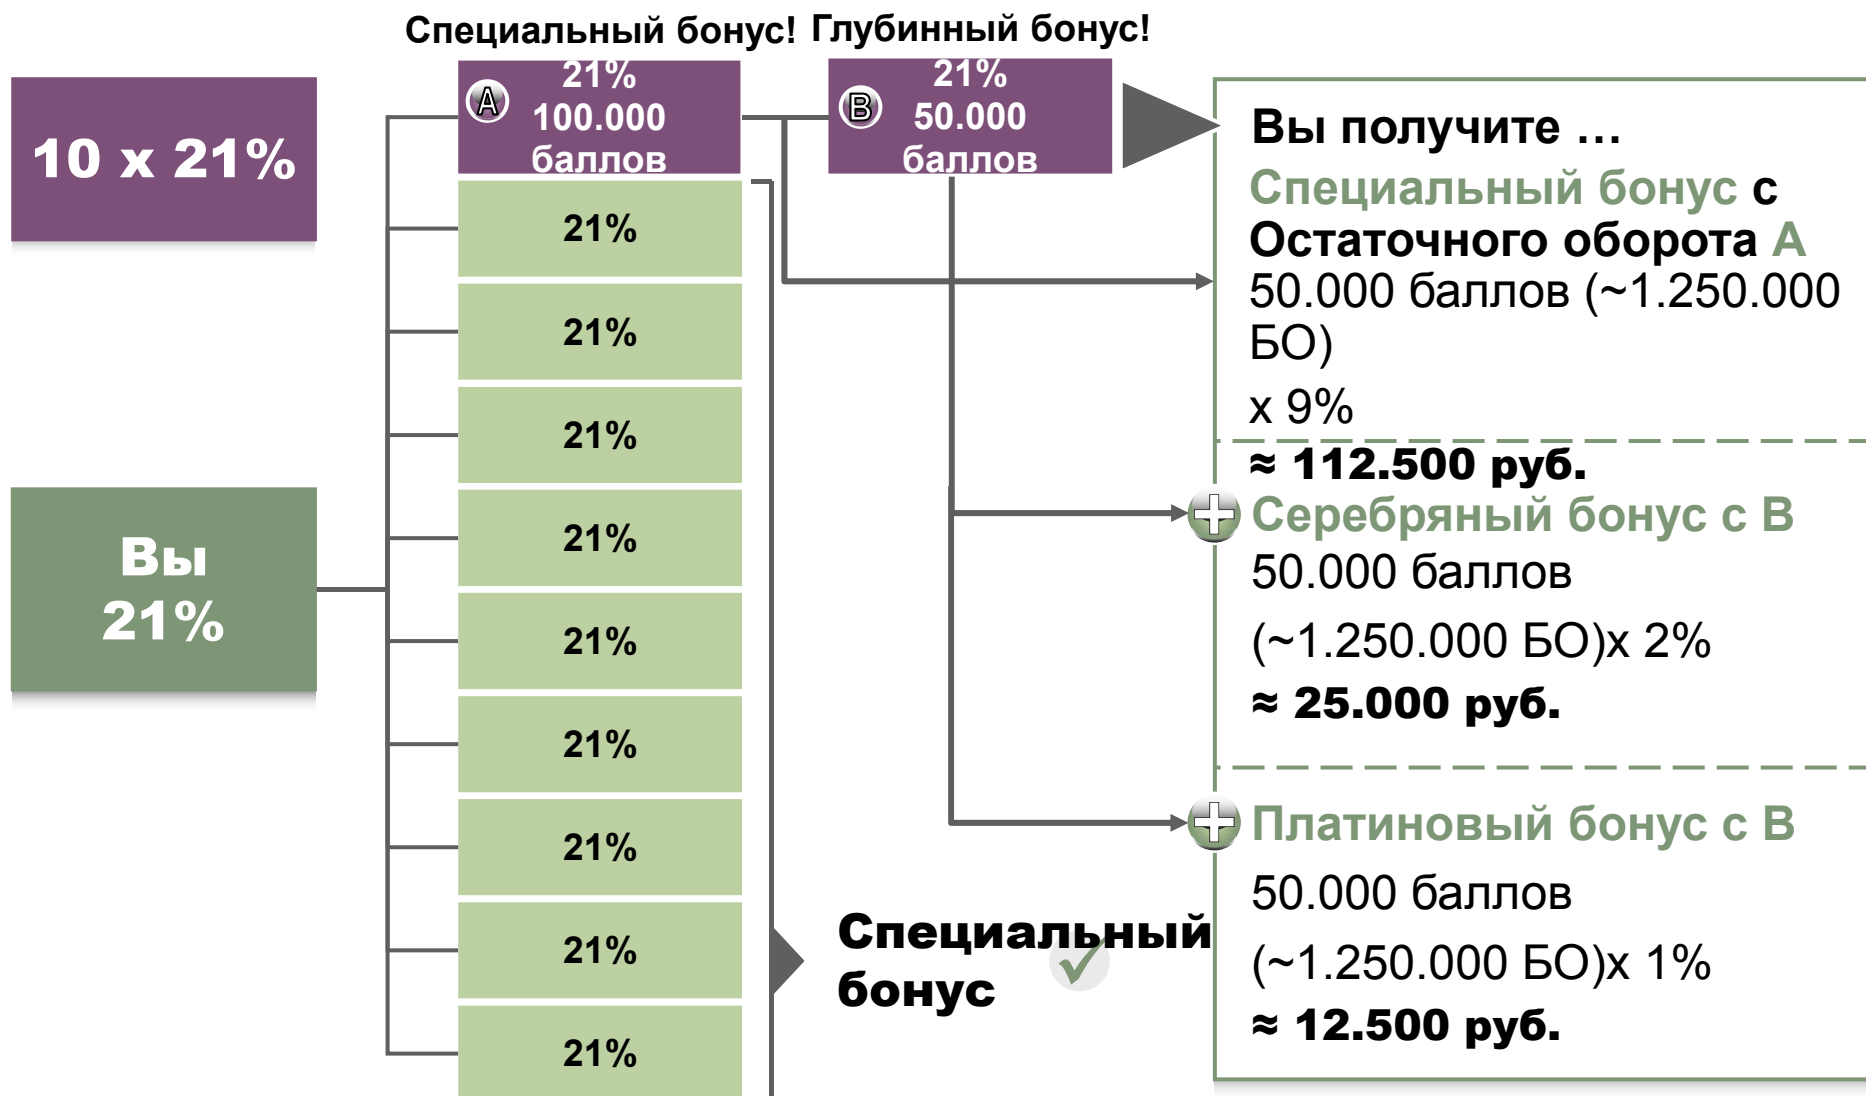 Специальный бонус! Глубинный бонус!
10 x 21%
A
21%
100.000
баллов
B
21%
50.000
баллов
21%
21%
21%
21%
21%
21%
21%
21%
21%
Вы
21%
Специальный
бонус
Вы получите …
Специальный бонус с
Остаточного оборота А
50.000 баллов (~1.250.000
БО)
х 9%
≈ 112.500 руб.
Серебряный бонус с В
50.000 баллов
(~1.250.000 БО)х 2%
≈ 25.000 руб.
Платиновый бонус с В
50.000 баллов
(~1.250.000 БО)х 1%
≈ 12.500 руб.